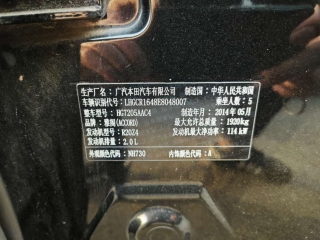 生产厂名：广汽本田汽车有限公司 制造国：中华人民共和国
车辆识别代号：LHGCR1648E8048007 乘坐人数：5
整车型号：HG7205AAC4 制造年月：2014年05月
品牌：雅阁(ACCORD) 最大允许总质量：1920kg
发动机型号：R20Z4 发动机最大净功率：114kW
发动机排量：2.0L
外观颜色代码：NH730 内饰颜色代码：A